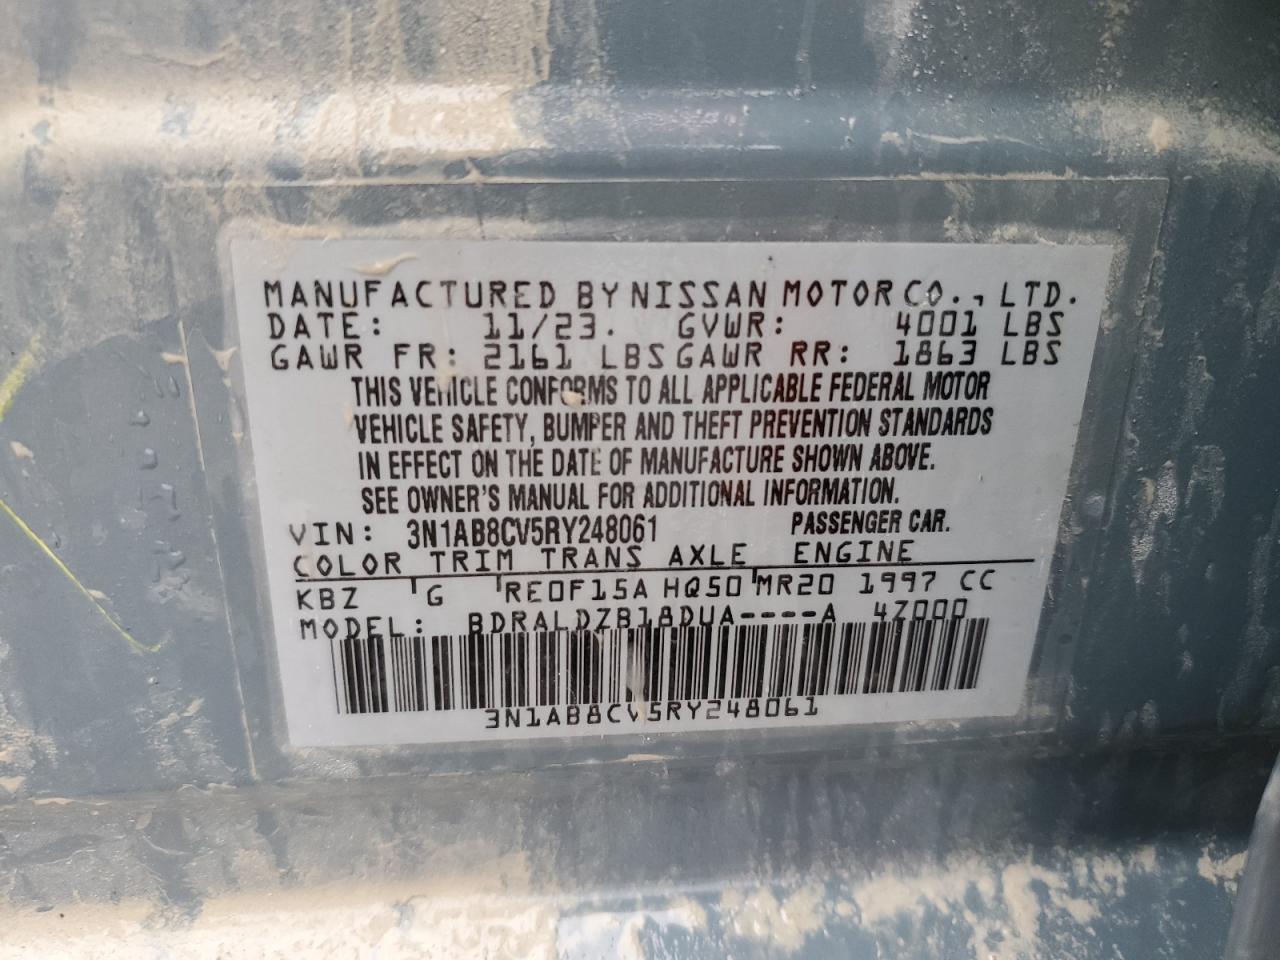 MANUFACTURED BY NISSAN MOTOR CO., LTD.
DATE: 11/23. GVWR: 4001 LBS
GAWR FR: 2161 LBS GAWR RR: 1863 LBS
THIS VEHICLE CONFORMS TO ALL APPLICABLE FEDERAL MOTOR
VEHICLE SAFETY, BUMPER AND THEFT PREVENTION STANDARDS
IN EFFECT ON THE DATE OF MANUFACTURE SHOWN ABOVE.
SEE OWNER'S MANUAL FOR ADDITIONAL INFORMATION.
VIN: 3N1AB8CV5RY248061 PASSENGER CAR.
COLOR TRIM TRANS AXLE ENGINE
KBZ G RE0F15A HQ50 MR20 1997 CC
MODEL: BDRALDZB18DUA----A 4Z000
3N1AB8CV5RY248061